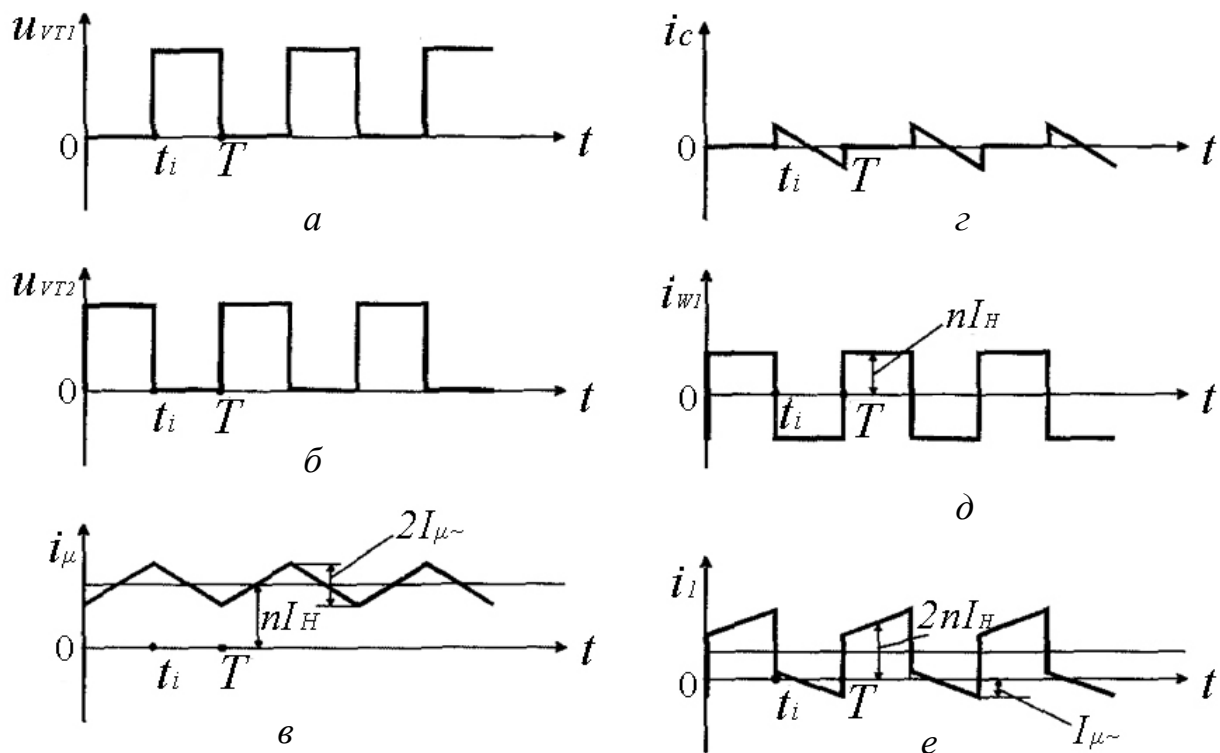 u_VT1
0
t_i
T
t
а
i_C
0
t_i
T
t
г
u_VT2
0
t_i
T
t
б
i_W1
nI_H
0
t_i
T
t
д
i_μ
2I_μ~
nI_H
0
t_i
T
t
в
i_1
2nI_H
0
t_i
T
I_μ~
t
е